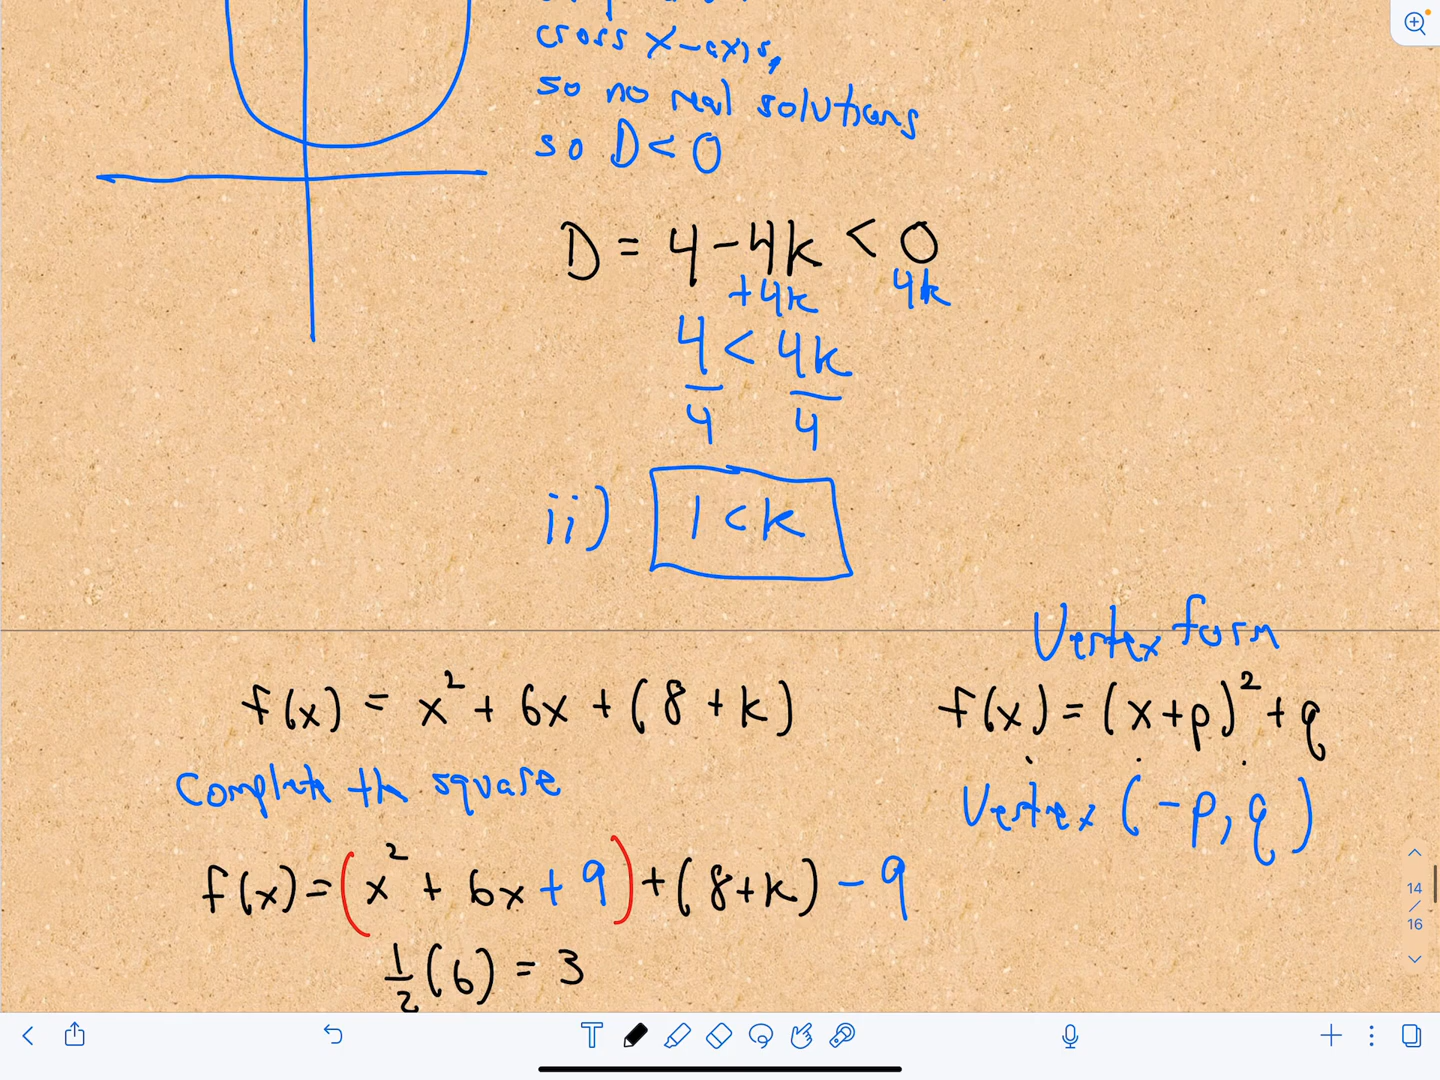 cross x-axis,
so no real solutions
so D < 0
D = 4 - 4k < 0
+4k 4k
4 < 4k
4 4
ii) 1 < k
Vertex form
f(x) = x² + 6x + (8 + k)
f(x) = (x+p)² + q
Complete the square
Vertex (-p, q)
f(x) = (x² + 6x + 9) + (8+k) - 9
1/2 (6) = 3
14
/
16
T